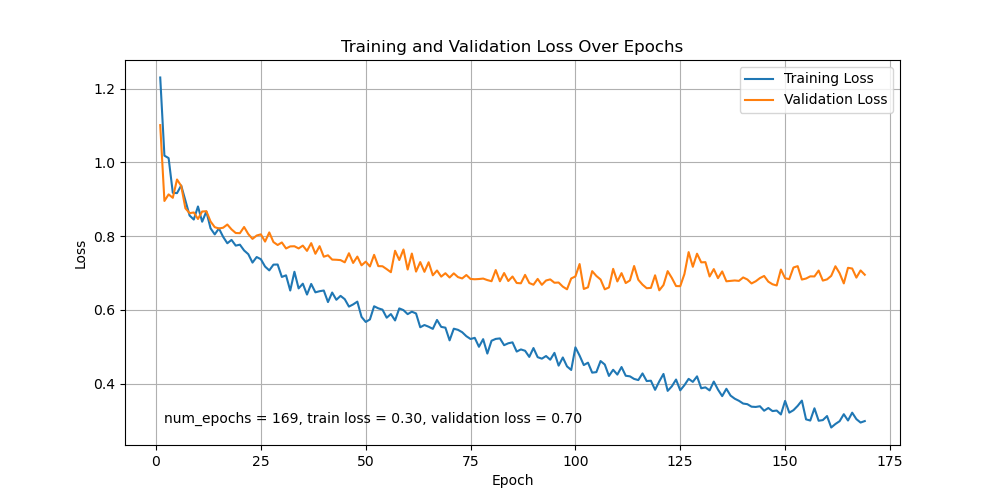 Training and Validation Loss Over Epochs
Training Loss
Validation Loss
1.2
1.0
0.8
0.6
0.4
Loss
num_epochs = 169, train loss = 0.30, validation loss = 0.70
0 25 50 75 100 125 150 175
Epoch